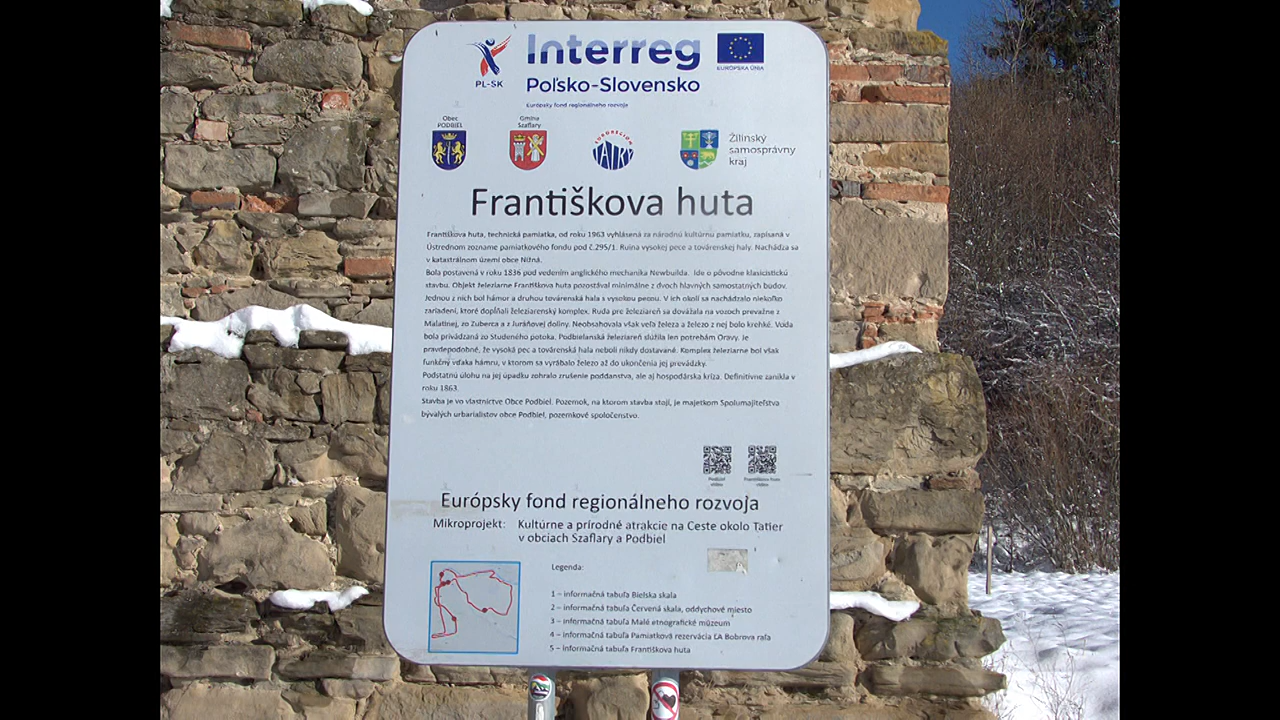 PL-SK
Interreg
Poľsko-Slovensko
Európsky fond regionálneho rozvoja
EURÓPSKA ÚNIA
Obec
PODBIEL
Gmina
Szaflary
EUROREGION
TATRY
Žilinský
samosprávny
kraj
Františkova huta
Františkova huta, technická pamiatka, od roku 1963 vyhlásená za národnú kultúrnu pamiatku, zapísaná v
Ústrednom zozname pamiatkového fondu pod č.295/1. Ruina vysokej pece a továrenskej haly. Nachádza sa
v katastrálnom území obce Nižná.
Bola postavená v roku 1836 pod vedením anglického mechanika Newbuilda. Ide o pôvodne klasicistickú
stavbu. Objekt železiarne Františkova huta pozostával minimálne z dvoch hlavných samostatných budov.
Jednou z nich bol hámor a druhou továrenská hala s vysokou pecou. V ich okolí sa nachádzalo niekoľko
zariadení, ktoré dopĺňali železiarenský komplex. Ruda pre železiareň sa dovážala na vozoch prevažne z
Malatinej, zo Zuberca a z Juráňovej doliny. Neobsahovala však veľa železa a železo z nej bolo krehké. Voda
bola privádzaná zo Studeného potoka. Podbielanská železiareň slúžila len potrebám Oravy. Je
pravdepodobné, že vysoká pec a továrenská hala neboli nikdy dostavané. Komplex železiarne bol však
funkčný vďaka hámru, v ktorom sa vyrábalo železo až do ukončenia jej prevádzky.
Podstatnú úlohu na jej úpadku zohralo zrušenie poddanstva, ale aj hospodárska kríza. Definitívne zanikla v
roku 1863.
Stavba je vo vlastníctve Obce Podbiel. Pozemok, na ktorom stavba stojí, je majetkom Spolumajiteľstva
bývalých urbarialistov obce Podbiel, pozemkové spoločenstvo.
Podbiel
video
Františkova huta
video
Európsky fond regionálneho rozvoja
Mikroprojekt: Kultúrne a prírodné atrakcie na Ceste okolo Tatier
v obciach Szaflary a Podbiel
Legenda:
1 – informačná tabuľa Bielska skala
2 – informačná tabuľa Červená skala, oddychové miesto
3 – informačná tabuľa Malé etnografické múzeum
4 – informačná tabuľa Pamiatková rezervácia ĽA Bobrova raľa
5 – informačná tabuľa Františkova huta